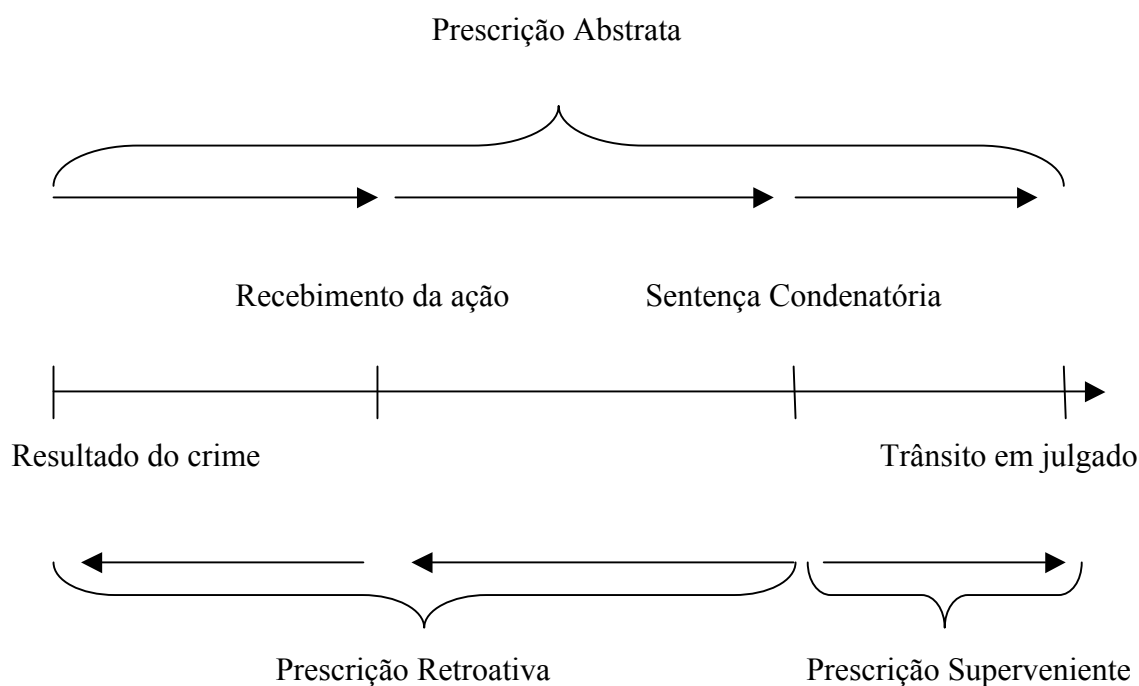 Prescrição Abstrata
Recebimento da ação Sentença Condenatória
Resultado do crime Trânsito em julgado
Prescrição Retroativa Prescrição Superveniente